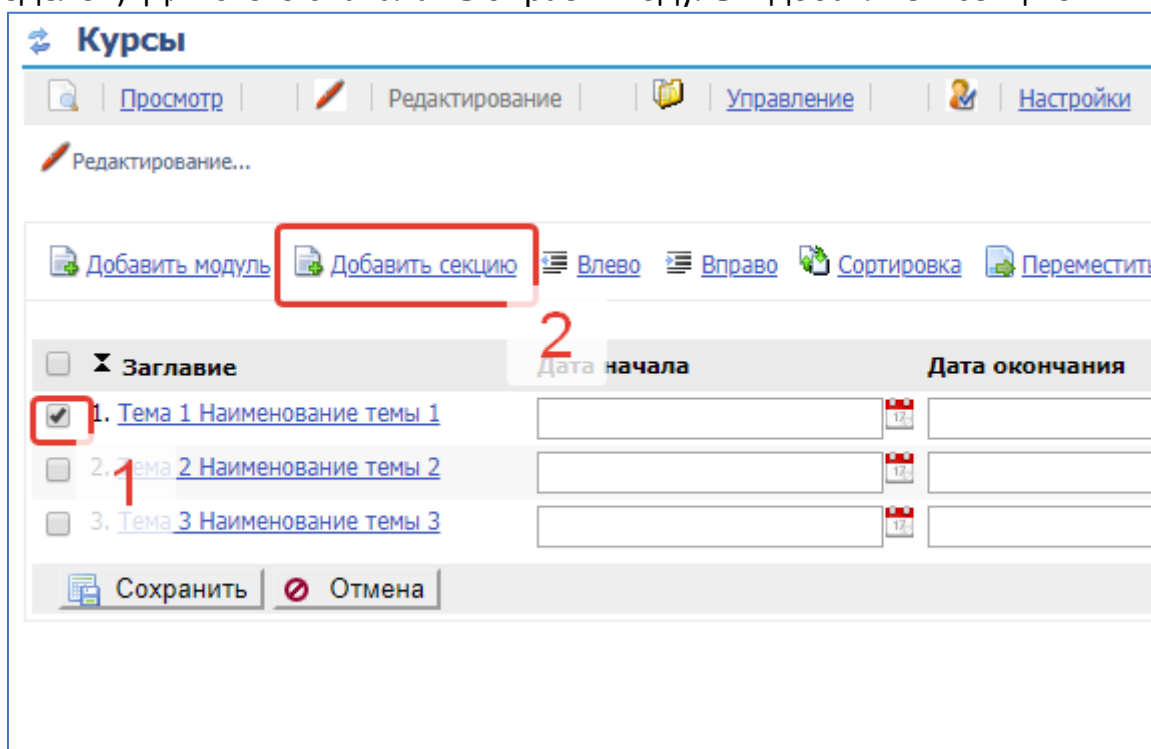 Курсы
Просмотр Редактирование Управление Настройки
Редактирование...
Добавить модуль Добавить секцию Влево Вправо Сортировка Переместить
2
Заглавие Дата начала Дата окончания
1. Тема 1 Наименование темы 1
2. Тема 2 Наименование темы 2
1
3. Тема 3 Наименование темы 3
Сохранить Отмена